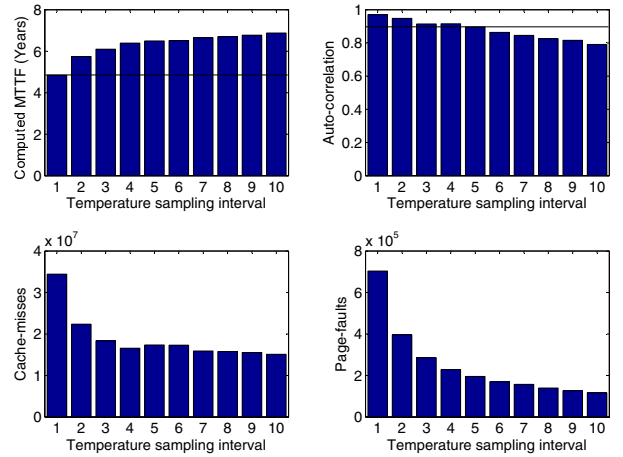 8
6
4
2
0
Computed MTTF (Years)
1 2 3 4 5 6 7 8 9 10
Temperature sampling interval
1
0.8
0.6
0.4
0.2
0
Auto-correlation
1 2 3 4 5 6 7 8 9 10
Temperature sampling interval
x 10^7
4
3
2
1
0
Cache-misses
1 2 3 4 5 6 7 8 9 10
Temperature sampling interval
x 10^5
8
6
4
2
0
Page-faults
1 2 3 4 5 6 7 8 9 10
Temperature sampling interval